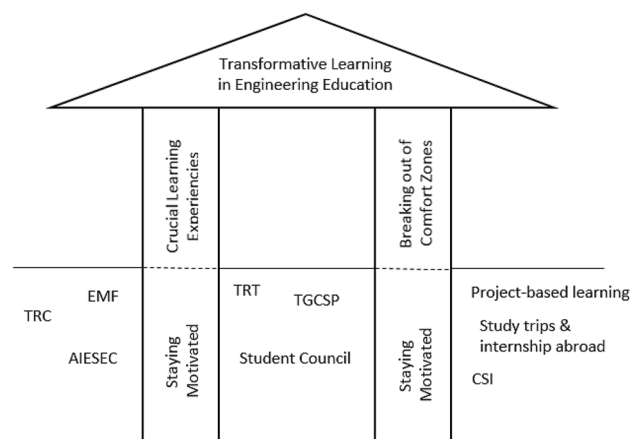 Transformative Learning
in Engineering Education
Crucial Learning
Experiencies
Breaking out of
Comfort Zones
EMF
TRC
AIESEC
Staying
Motivated
TRT
TGCSP
Student Council
Staying
Motivated
Project-based learning
Study trips &
internship abroad
CSI